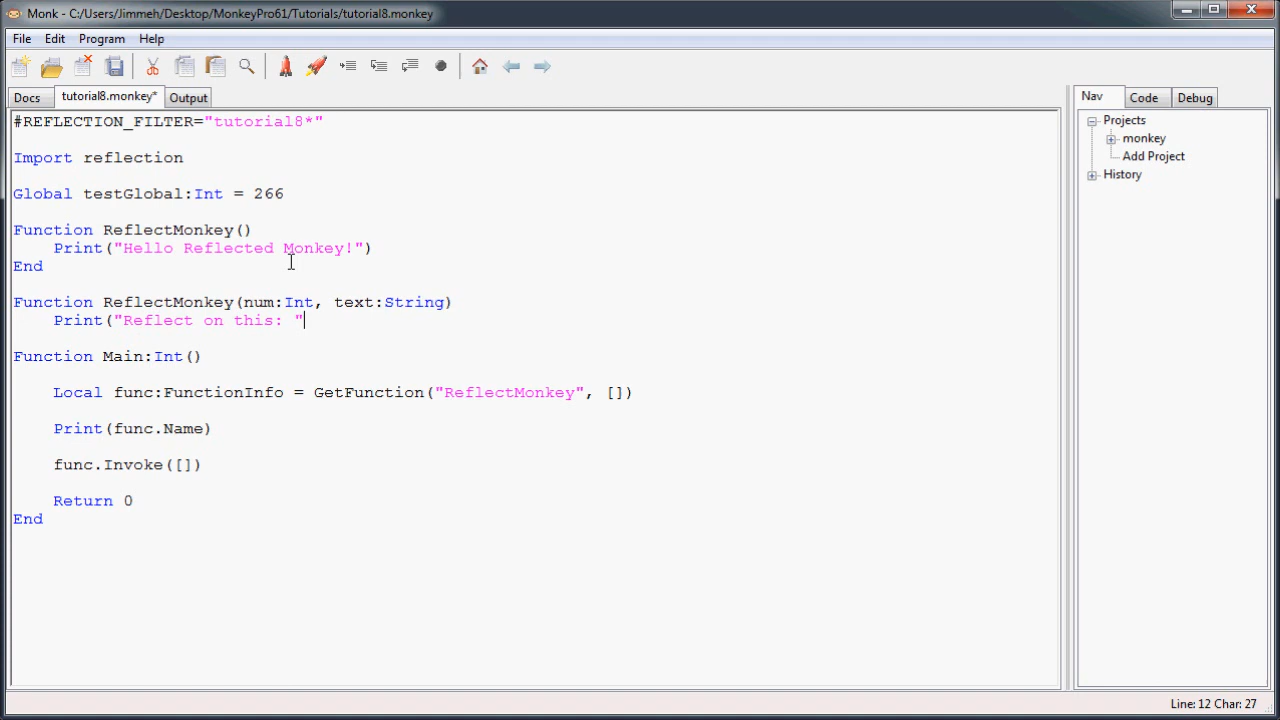 Monk - C:/Users/Jimmeh/Desktop/MonkeyPro61/Tutorials/tutorial8.monkey
File Edit Program Help
Docs tutorial8.monkey* Output
Nav Code Debug
#REFLECTION_FILTER="tutorial8*"
Import reflection
Global testGlobal:Int = 266
Function ReflectMonkey()
Print("Hello Reflected Monkey!")
End
Function ReflectMonkey(num:Int, text:String)
Print("Reflect on this: "
Function Main:Int()
Local func:FunctionInfo = GetFunction("ReflectMonkey", [])
Print(func.Name)
func.Invoke([])
Return 0
End
Projects
monkey
Add Project
History
Line: 12 Char: 27